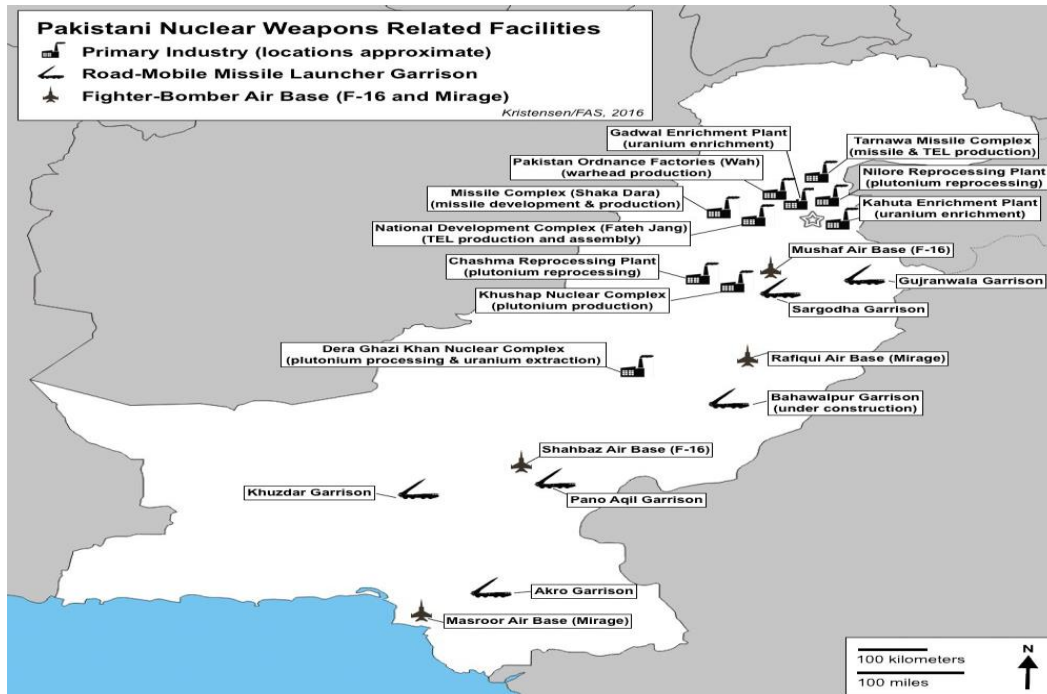 Pakistani Nuclear Weapons Related Facilities
Primary Industry (locations approximate)
Road-Mobile Missile Launcher Garrison
Fighter-Bomber Air Base (F-16 and Mirage)
Kristensen/FAS, 2016
Gadwal Enrichment Plant
(uranium enrichment)
Tarnawa Missile Complex
(missile & TEL production)
Pakistan Ordnance Factories (Wah)
(warhead production)
Nilore Reprocessing Plant
(plutonium reprocessing)
Missile Complex (Shaka Dara)
(missile development & production)
Kahuta Enrichment Plant
(uranium enrichment)
National Development Complex (Fateh Jang)
(TEL production and assembly)
Mushaf Air Base (F-16)
Chashma Reprocessing Plant
(plutonium reprocessing)
Gujranwala Garrison
Khushap Nuclear Complex
(plutonium production)
Sargodha Garrison
Dera Ghazi Khan Nuclear Complex
(plutonium processing & uranium extraction)
Rafiqui Air Base (Mirage)
Bahawalpur Garrison
(under construction)
Shahbaz Air Base (F-16)
Khuzdar Garrison
Pano Aqil Garrison
Akro Garrison
Masroor Air Base (Mirage)
100 kilometers
100 miles
N